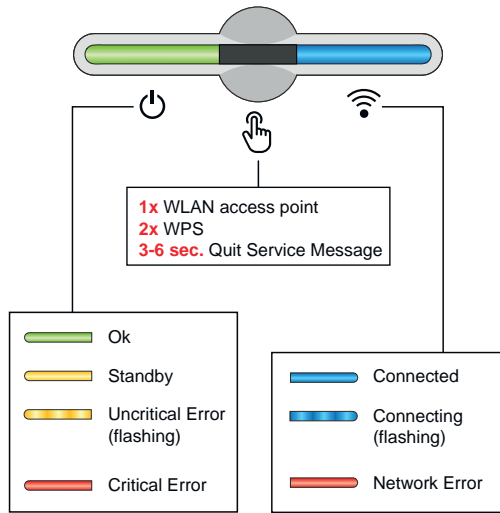 1x WLAN access point
2x WPS
3-6 sec. Quit Service Message
Ok
Standby
Uncritical Error
(flashing)
Critical Error
Connected
Connecting
(flashing)
Network Error